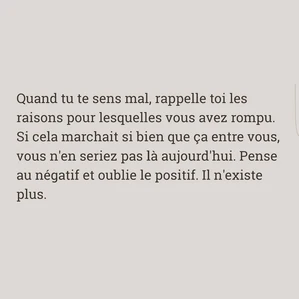 Quand tu te sens mal, rappelle toi les
raisons pour lesquelles vous avez rompu.
Si cela marchait si bien que ça entre vous,
vous n'en seriez pas là aujourd'hui. Pense
au négatif et oublie le positif. Il n'existe
plus.